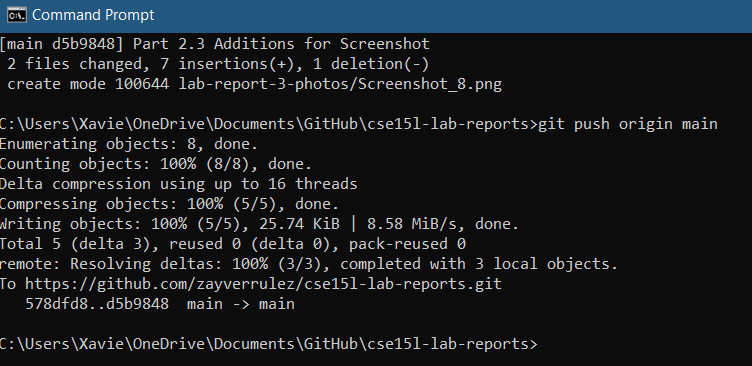 Command Prompt
[main d5b9848] Part 2.3 Additions for Screenshot
2 files changed, 7 insertions(+), 1 deletion(-)
create mode 100644 lab-report-3-photos/Screenshot_8.png
C:\Users\Xavie\OneDrive\Documents\GitHub\cse15l-lab-reports>git push origin main
Enumerating objects: 8, done.
Counting objects: 100% (8/8), done.
Delta compression using up to 16 threads
Compressing objects: 100% (5/5), done.
Writing objects: 100% (5/5), 25.74 KiB | 8.58 MiB/s, done.
Total 5 (delta 3), reused 0 (delta 0), pack-reused 0
remote: Resolving deltas: 100% (3/3), completed with 3 local objects.
To https://github.com/zayverrulez/cse15l-lab-reports.git
578dfd8..d5b9848  main -> main
C:\Users\Xavie\OneDrive\Documents\GitHub\cse15l-lab-reports>